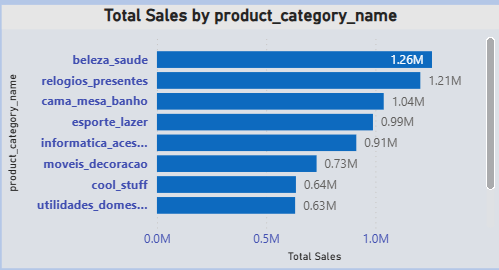 Total Sales by product_category_name
product_category_name
beleza_saude 1.26M
relogios_presentes 1.21M
cama_mesa_banho 1.04M
esporte_lazer 0.99M
informatica_aces... 0.91M
moveis_decoracao 0.73M
cool_stuff 0.64M
utilidades_domes... 0.63M
0.0M 0.5M 1.0M
Total Sales